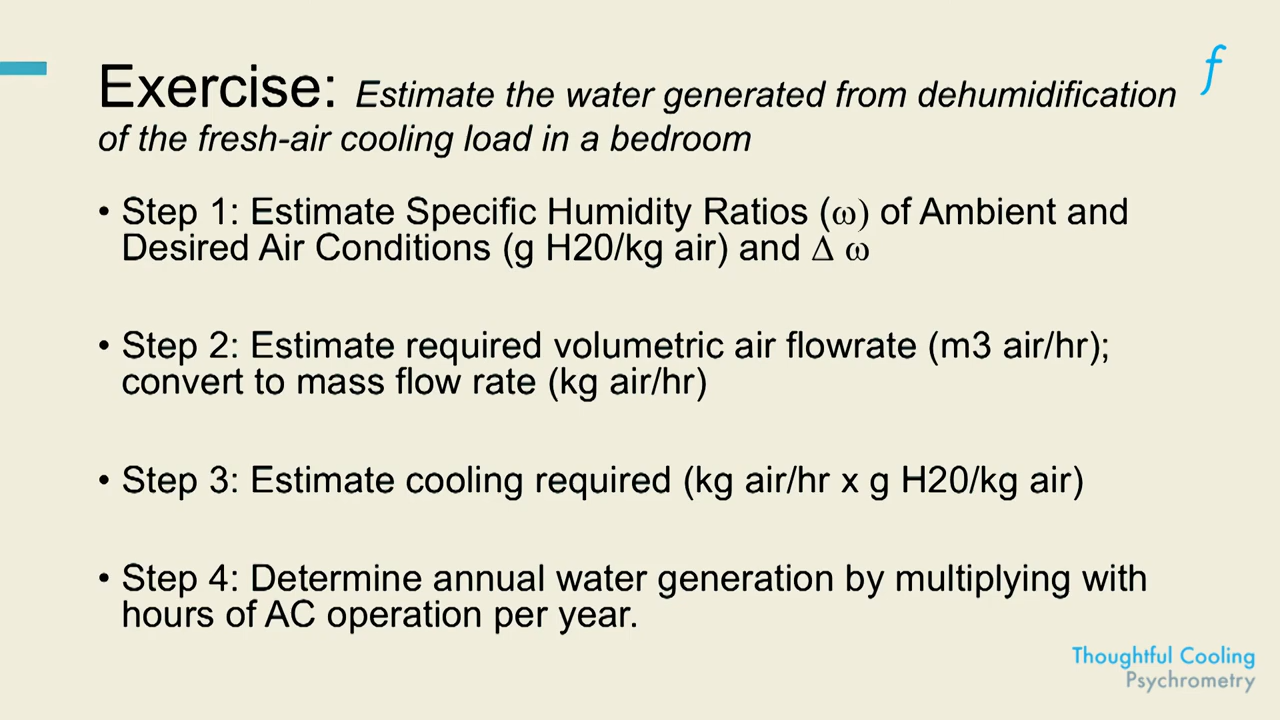 f
Exercise: Estimate the water generated from dehumidification
of the fresh-air cooling load in a bedroom
• Step 1: Estimate Specific Humidity Ratios (ω) of Ambient and
Desired Air Conditions (g H20/kg air) and Δ ω
• Step 2: Estimate required volumetric air flowrate (m3 air/hr);
convert to mass flow rate (kg air/hr)
• Step 3: Estimate cooling required (kg air/hr x g H20/kg air)
• Step 4: Determine annual water generation by multiplying with
hours of AC operation per year.
Thoughtful Cooling
Psychrometry